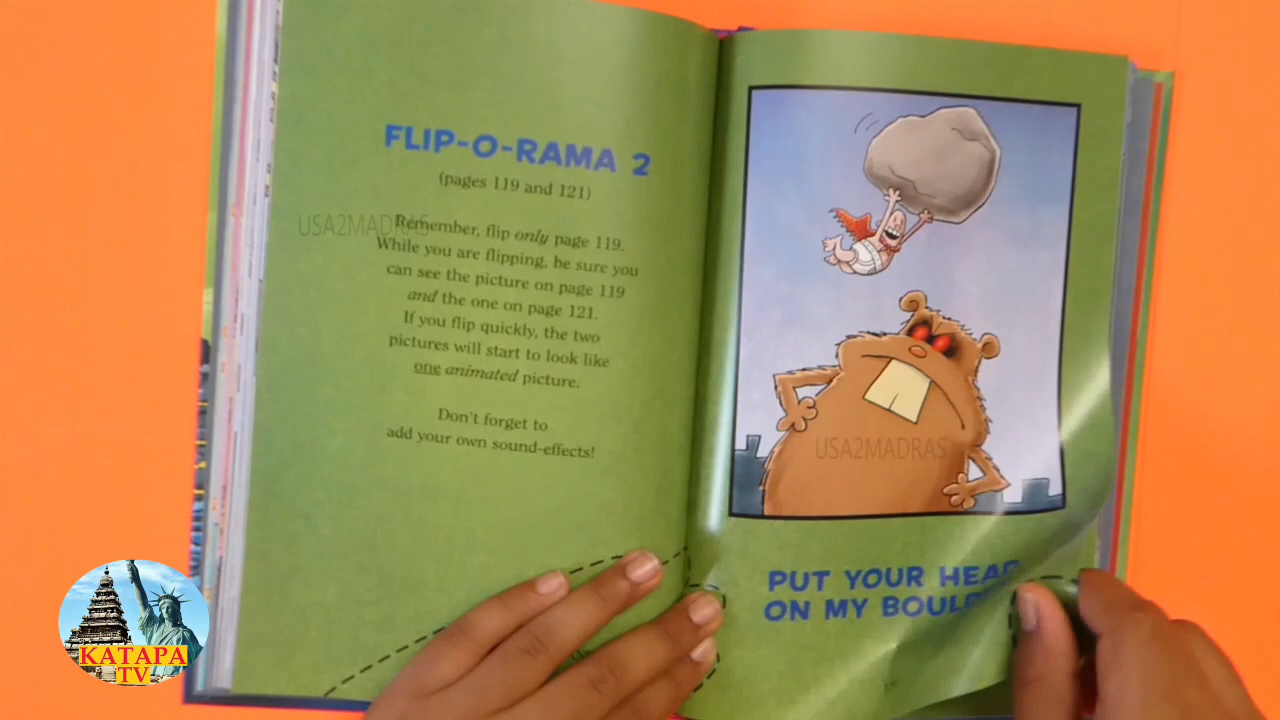 FLIP-O-RAMA 2
(pages 119 and 121)
Remember, flip only page 119.
While you are flipping, be sure you
can see the picture on page 119
and the one on page 121.
If you flip quickly, the two
pictures will start to look like
one animated picture.
Don't forget to
add your own sound-effects!
USA2MADRAS
USA2MADRAS
PUT YOUR
ON MY
KATAPA
TV